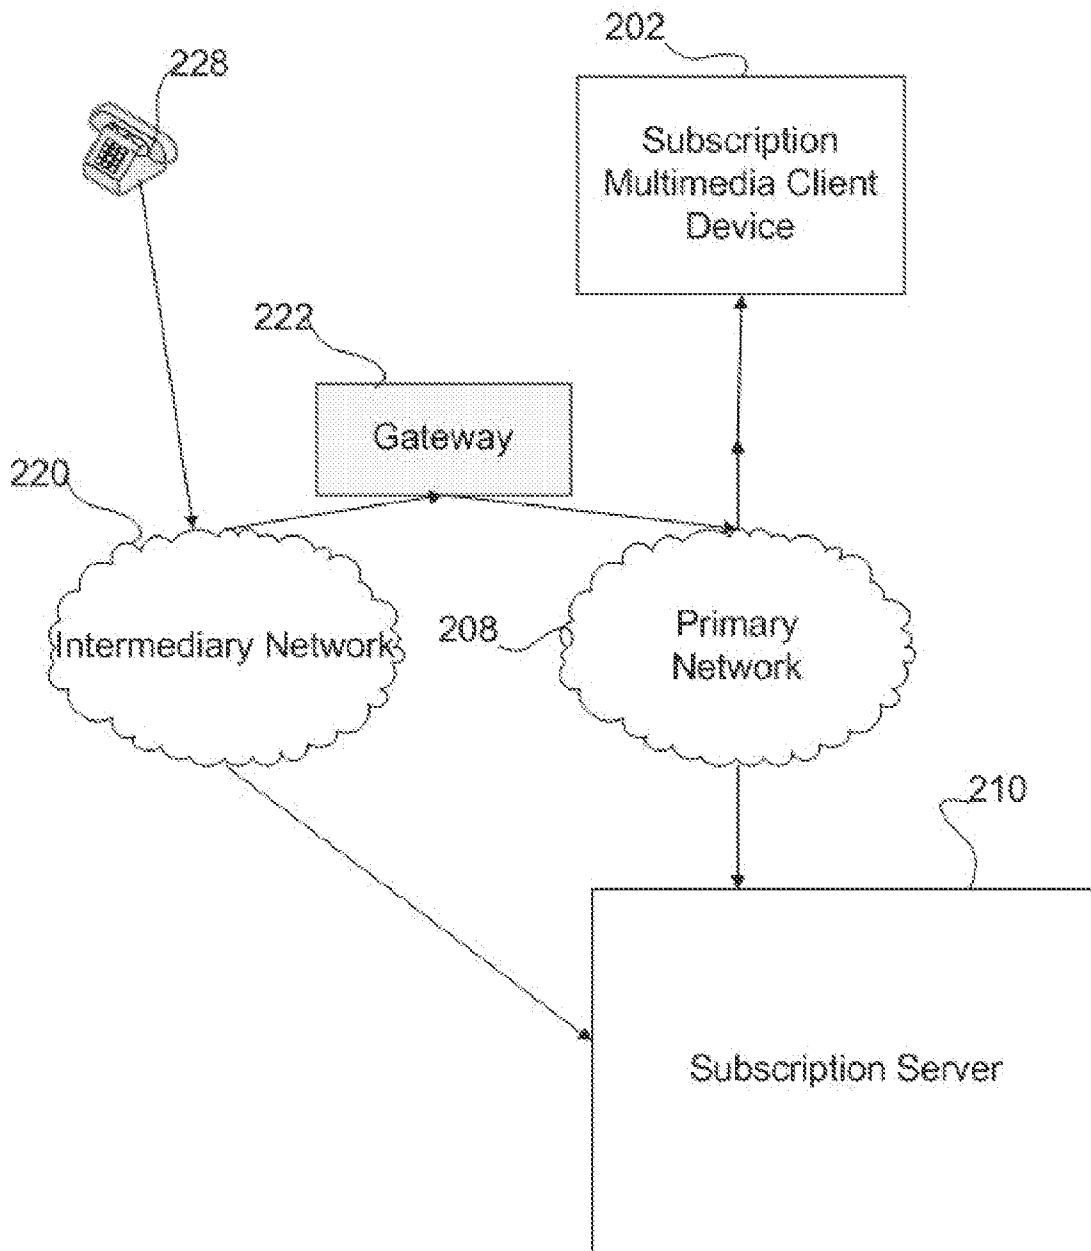 202
228
Subscription
Multimedia Client
Device
222
Gateway
220
Intermediary Network
208
Primary
Network
210
Subscription Server